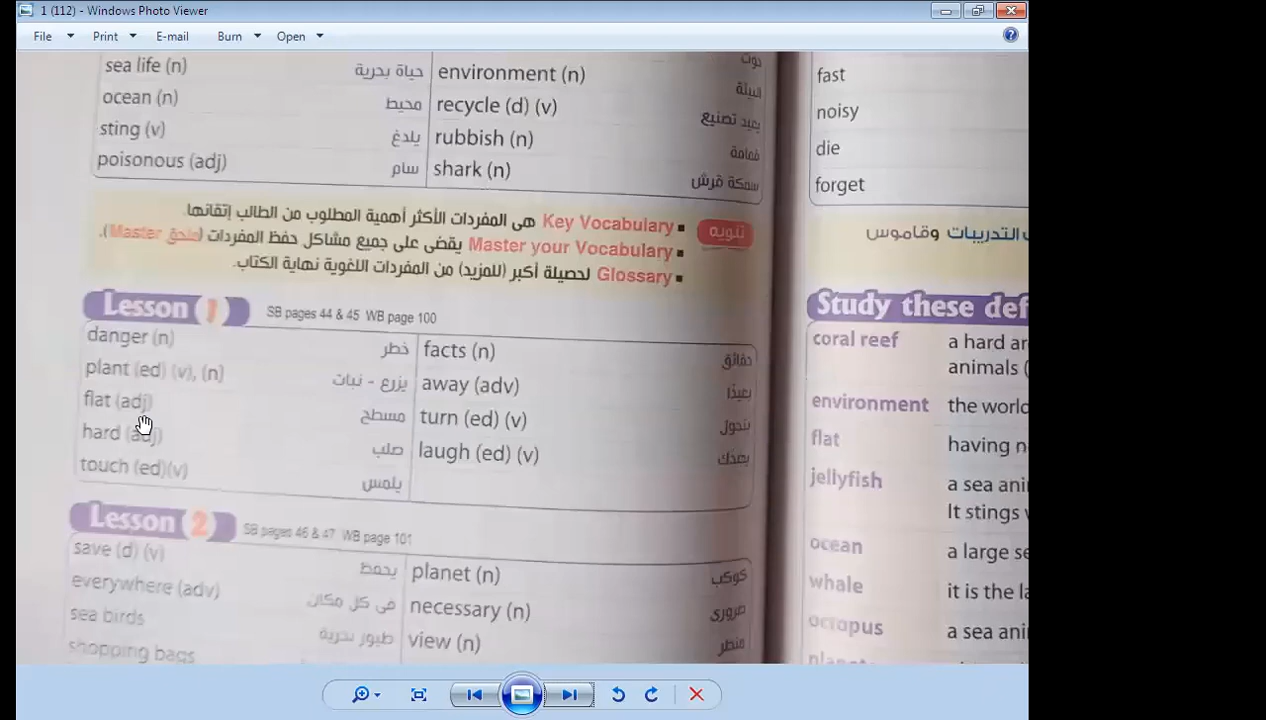 1 (112) - Windows Photo Viewer
File Print E-mail Burn Open
sea life (n) حياة بحرية
ocean (n) محيط
sting (v) يلدغ
poisonous (adj) سام
environment (n) البيئة
recycle (d) (v) يعيد تصنيع
rubbish (n) قمامة
shark (n) سمكة قرش
تنويه
▪ Key Vocabulary هى المفردات الأكثر أهمية المطلوب من الطالب إتقانها.
▪ Master your Vocabulary يقضى على جميع مشاكل حفظ المفردات (ملحق Master).
▪ Glossary لحصيلة أكبر (للمزيد) من المفردات اللغوية نهاية الكتاب.
Lesson (1) SB pages 44 & 45 WB page 100
danger (n) خطر
plant (ed) (v), (n) يزرع - نبات
flat (adj) مسطح
hard (adj) صلب
touch (ed)(v) يلمس
facts (n) حقائق
away (adv) بعيدًا
turn (ed) (v) يتحول
laugh (ed) (v) يضحك
Lesson (2) SB pages 46 & 47 WB page 101
save (d) (v) يحفظ
everywhere (adv) فى كل مكان
sea birds طيور بحرية
shopping bags
planet (n) كوكب
necessary (n) ضرورى
view (n) منظر
fast
noisy
die
forget
التدريبات وقاموس
Study these def
coral reef a hard ar
animals (
environment the world
flat having n
jellyfish a sea ani
It stings
ocean a large se
whale it is the la
octopus a sea ani